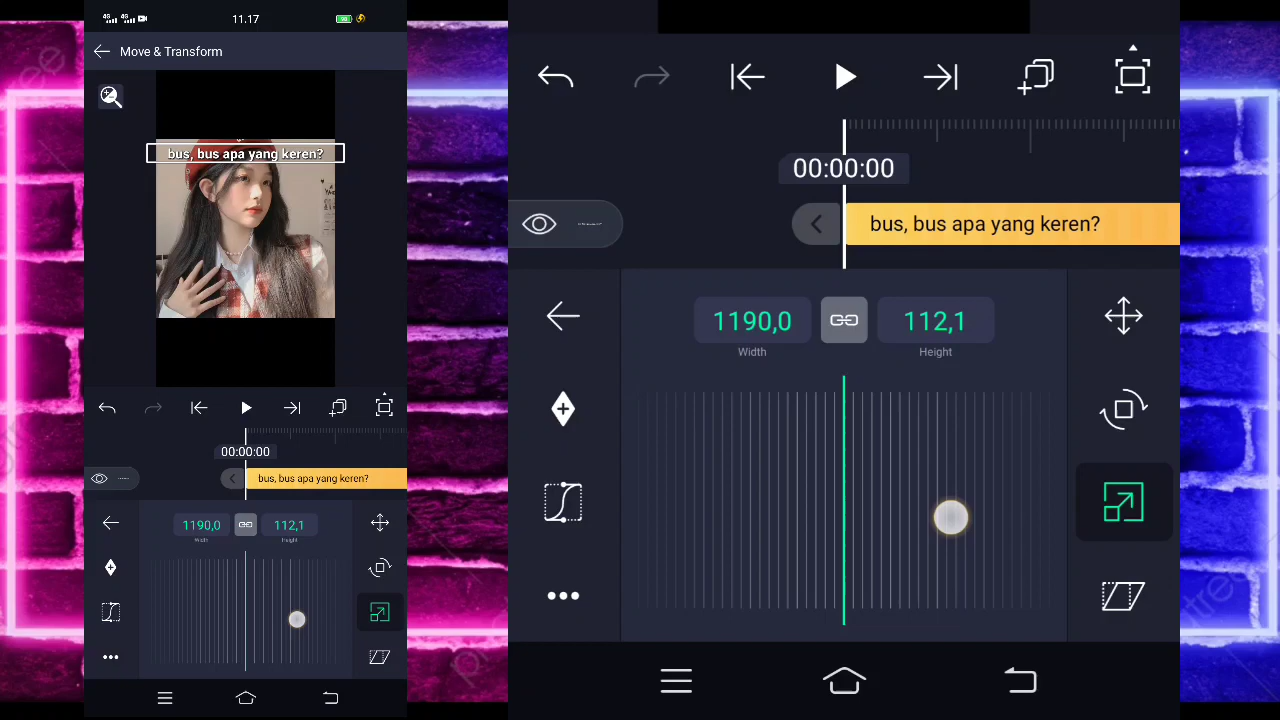 11.17
90
Move & Transform
bus, bus apa yang keren?
00:00:00
bus, bus apa yang keren?
1190,0
112,1
Width
Height
00:00:00
bus, bus apa yang keren?
1190,0
112,1
Width
Height